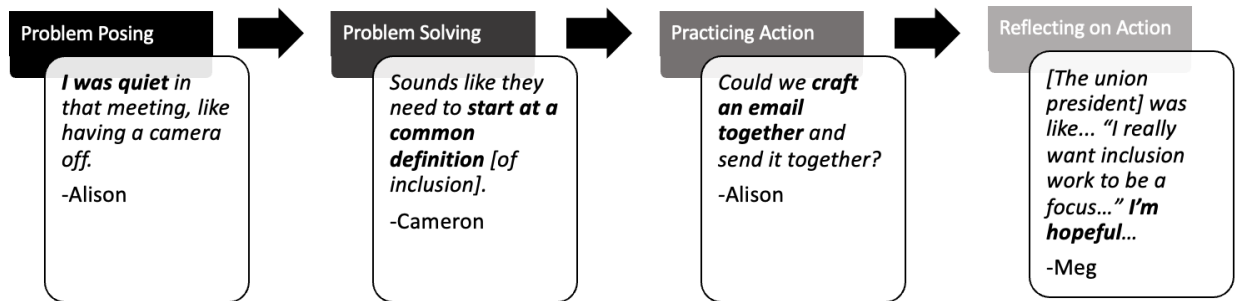 Problem Posing
I was quiet in
that meeting, like
having a camera
off.
-Alison
Problem Solving
Sounds like they
need to start at a
common
definition [of
inclusion].
-Cameron
Practicing Action
Could we craft
an email
together and
send it together?
-Alison
Reflecting on Action
[The union
president] was
like... “I really
want inclusion
work to be a
focus...” I’m
hopeful...
-Meg